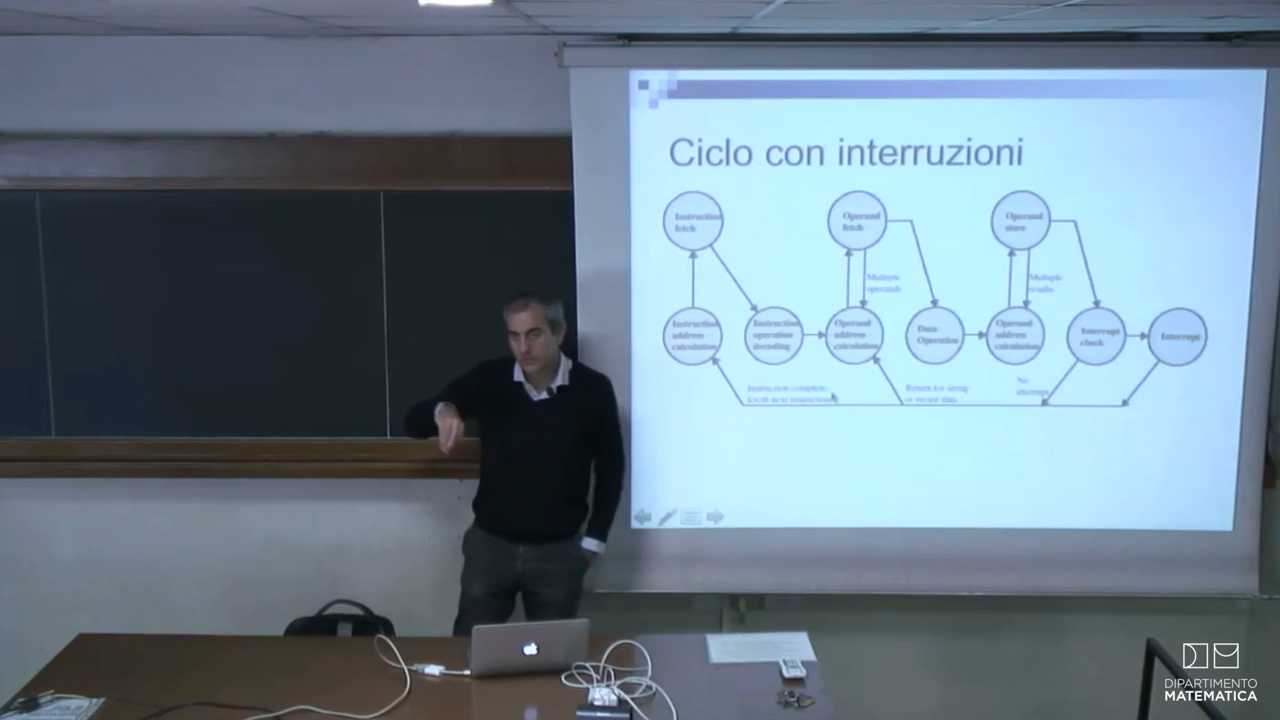 Ciclo con interruzioni
Instruction
fetch
Operand
fetch
Operand
store
Multiple
operands
Multiple
results
Instruction
address
calculation
Instruction
operation
decoding
Operand
address
calculation
Data
Operation
Operand
address
calculation
Interrupt
check
Interrupt
Instruction complete,
fetch next instruction
Return for string
or vector data
No
interrupt
DIPARTIMENTO
MATEMATICA